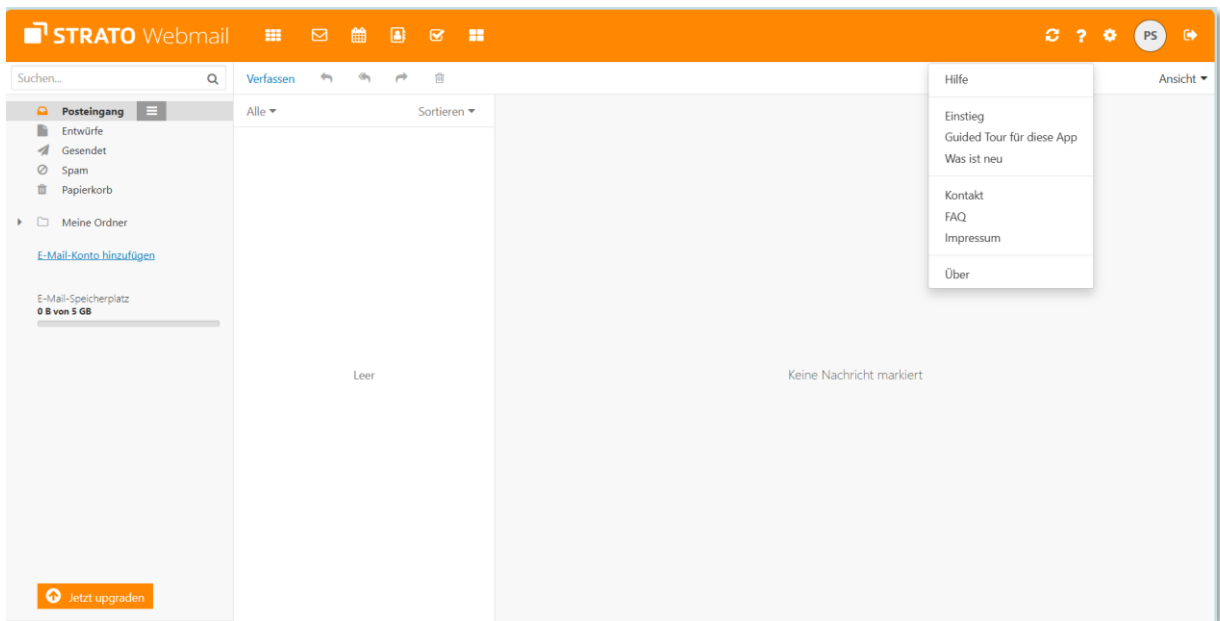 STRATO Webmail
PS
Suchen...
Verfassen
Ansicht
Posteingang
Entwürfe
Gesendet
Spam
Papierkorb
Meine Ordner
E-Mail-Konto hinzufügen
E-Mail-Speicherplatz
0 B von 5 GB
Jetzt upgraden
Alle
Sortieren
Leer
Keine Nachricht markiert
Hilfe
Einstieg
Guided Tour für diese App
Was ist neu
Kontakt
FAQ
Impressum
Über